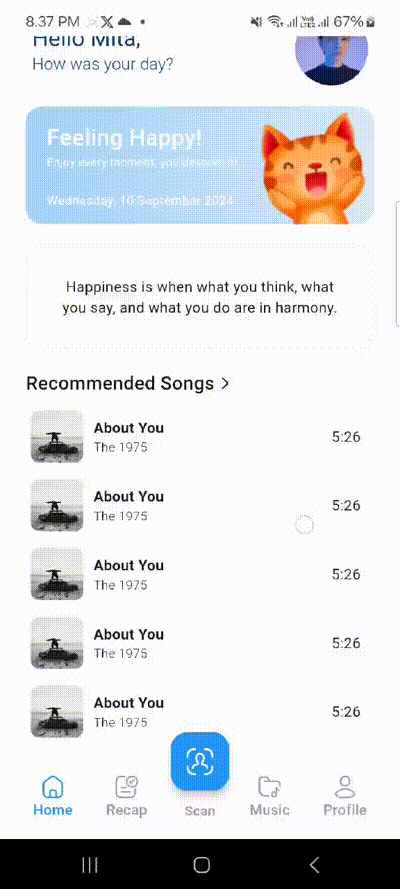 8.37 PM
67%
Hello Mita,
How was your day?
Feeling Happy!
Enjoy every moment, you deserve it!
Wednesday, 10 September 2024
Happiness is when what you think, what
you say, and what you do are in harmony.
Recommended Songs
About You
The 1975
5:26
About You
The 1975
5:26
About You
The 1975
5:26
About You
The 1975
5:26
About You
The 1975
5:26
Home
Recap
Scan
Music
Profile